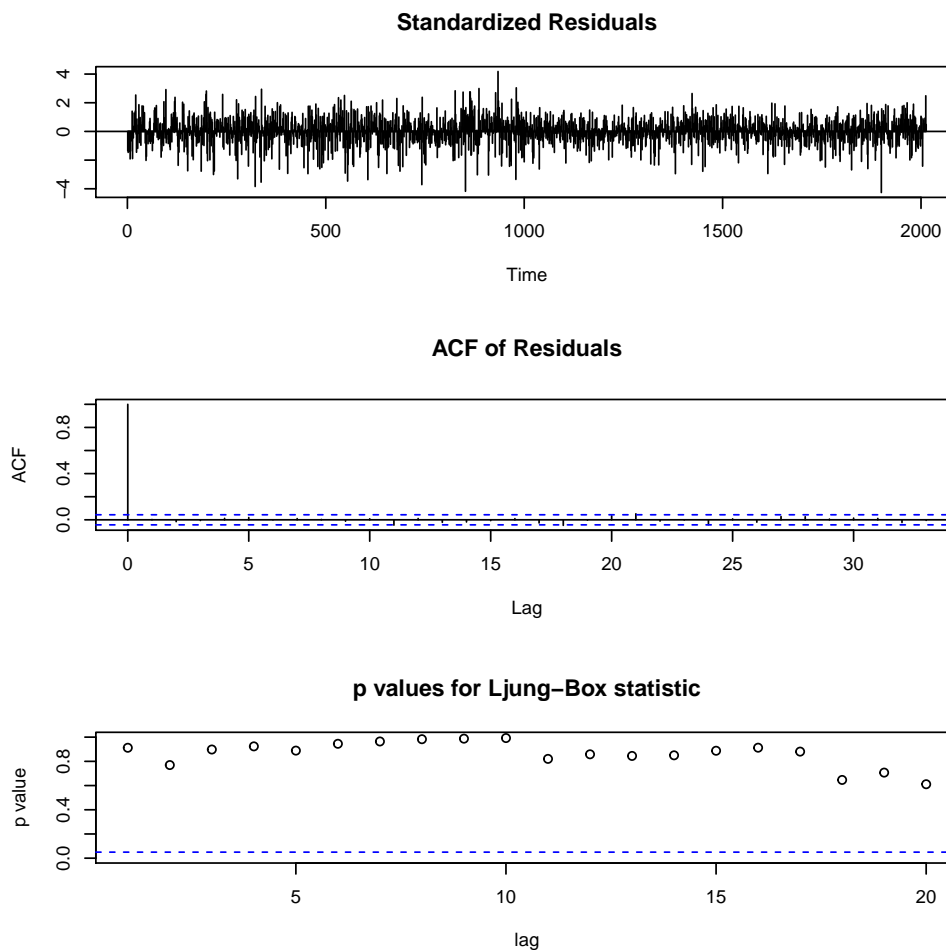 Standardized Residuals
4
2
0
−4
0 500 1000 1500 2000
Time
ACF of Residuals
ACF
0.8
0.4
0.0
0 5 10 15 20 25 30
Lag
p values for Ljung−Box statistic
p value
0.8
0.4
0.0
5 10 15 20
lag